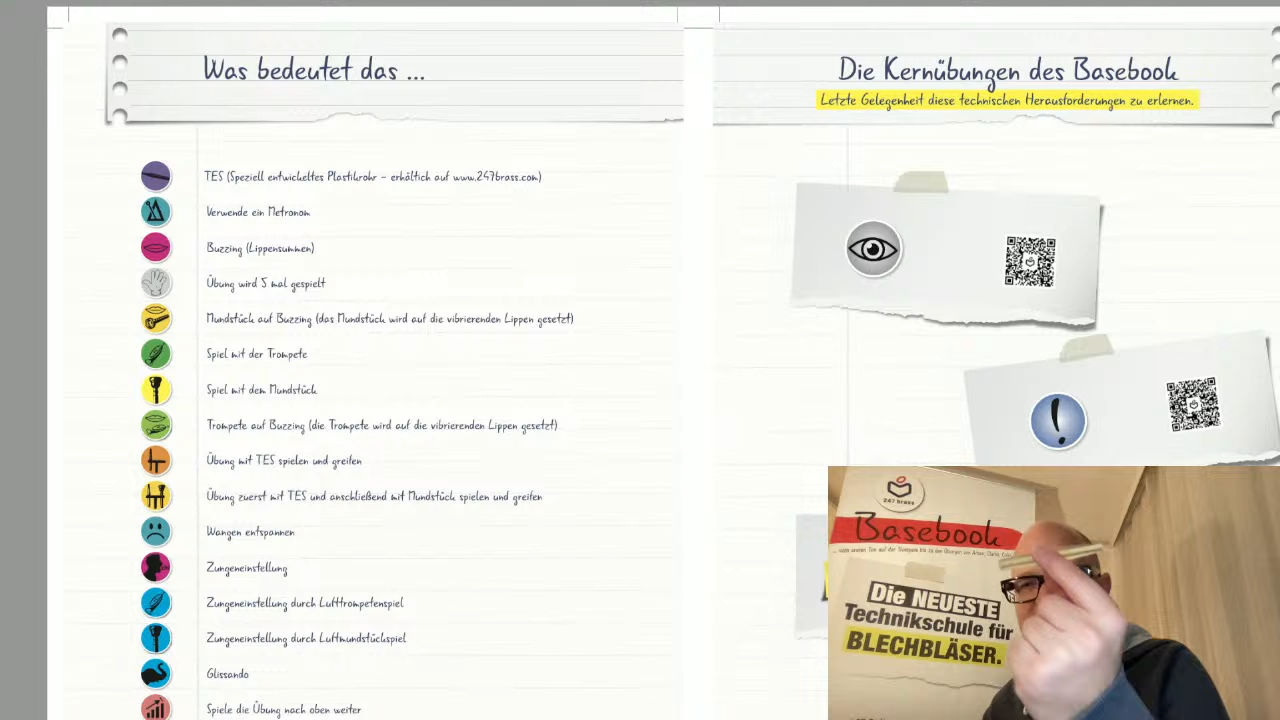 Was bedeutet das ...
TES (Speziell entwickeltes Plastikrohr – erhältlich auf www.247brass.com)
Verwende ein Metronom
Buzzing (Lippensummen)
Übung wird 5 mal gespielt
Mundstück auf Buzzing (das Mundstück wird auf die vibrierenden Lippen gesetzt)
Spiel mit der Trompete
Spiel mit dem Mundstück
Trompete auf Buzzing (die Trompete wird auf die vibrierenden Lippen gesetzt)
Übung mit TES spielen und greifen
Übung zuerst mit TES und anschließend mit Mundstück spielen und greifen
Wangen entspannen
Zungeneinstellung
Zungeneinstellung durch Lufttrompetenspiel
Zungeneinstellung durch Luftmundstückspiel
Glissando
Spiele die Übung nach oben weiter
Die Kernübungen des Basebook
Letzte Gelegenheit diese technischen Herausforderungen zu erlernen.
!
247 brass
Basebook
Die NEUESTE
Technikschule für
BLECHBLÄSER.